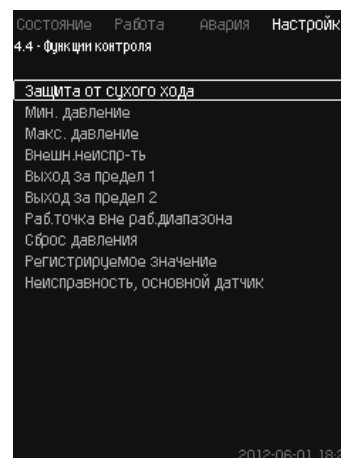 Состояние Работа Авария Настройк
4.4 - Функции контроля
Защита от сухого хода
Мин. давление
Макс. давление
Внешн.неиспр-ть
Выход за предел 1
Выход за предел 2
Раб.точка вне раб.диапазона
Сброс давления
Регистрируемое значение
Неисправность, основной датчик
2012-06-01 18:2